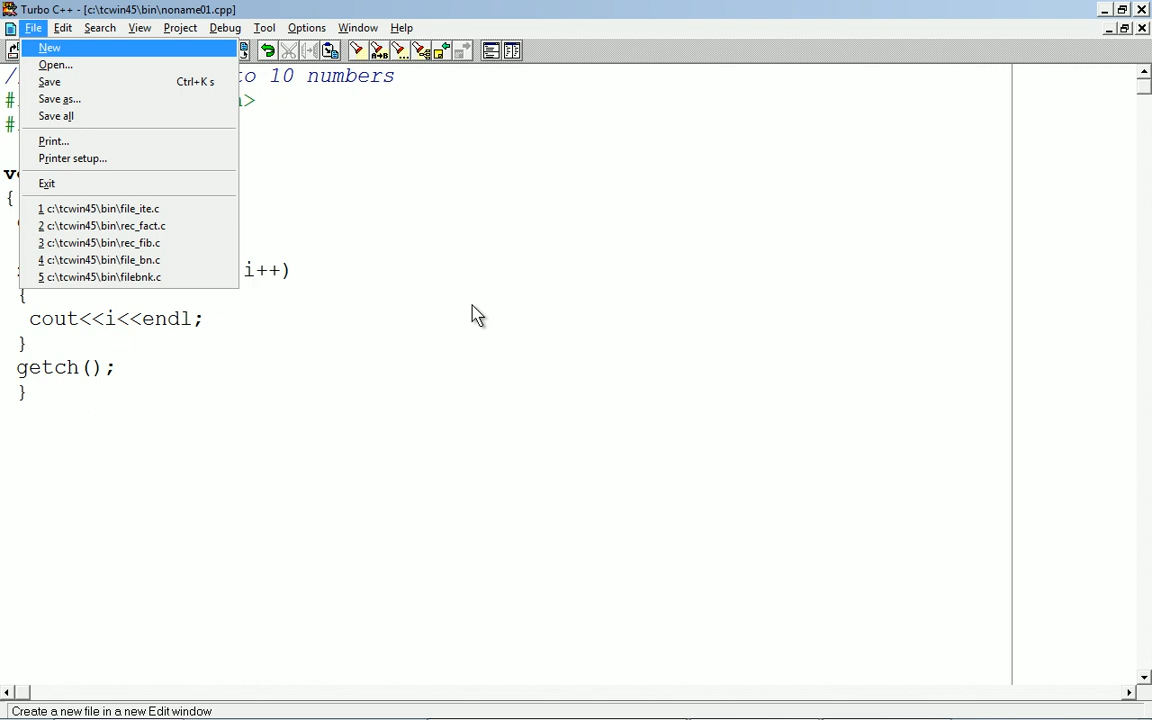 Turbo C++ - [c:\tcwin45\bin\noname01.cpp]
File Edit Search View Project Debug Tool Options Window Help
New
Open...
Save Ctrl+K s
Save as...
Save all
Print...
Printer setup...
Exit
1 c:\tcwin45\bin\file_ite.c
2 c:\tcwin45\bin\rec_fact.c
3 c:\tcwin45\bin\rec_fib.c
4 c:\tcwin45\bin\file_bn.c
5 c:\tcwin45\bin\filebnk.c
to 10 numbers
#
>
#
{
i++)
{
cout<<i<<endl;
}
getch();
}
Create a new file in a new Edit window